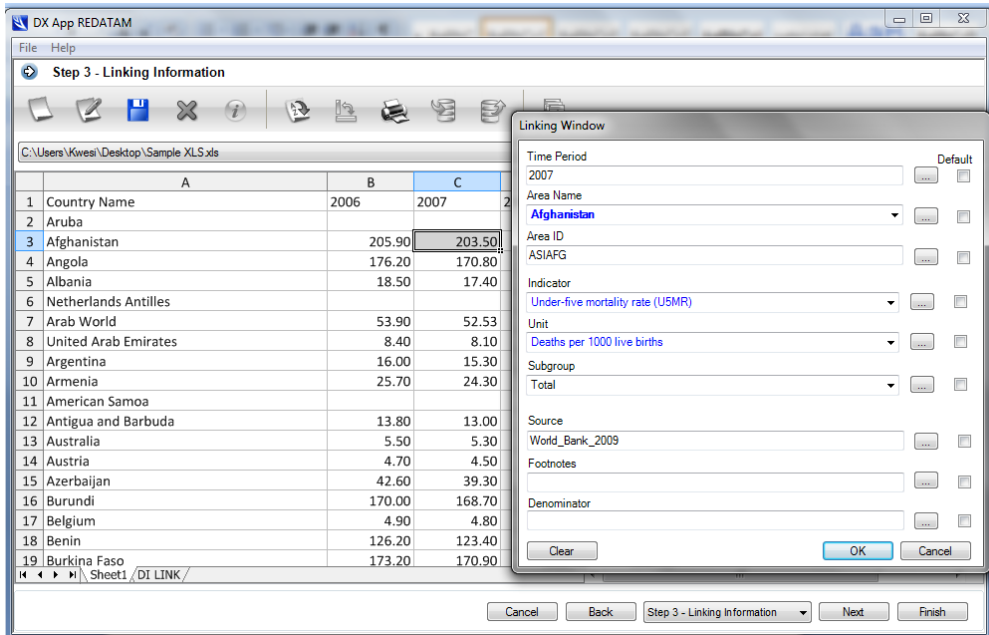 DX App REDATAM
File Help
Step 3 - Linking Information
C:\Users\Kwesi\Desktop\Sample XLS.xls
A B C
1 Country Name 2006 2007 2
2 Aruba
3 Afghanistan 205.90 203.50
4 Angola 176.20 170.80
5 Albania 18.50 17.40
6 Netherlands Antilles
7 Arab World 53.90 52.53
8 United Arab Emirates 8.40 8.10
9 Argentina 16.00 15.30
10 Armenia 25.70 24.30
11 American Samoa
12 Antigua and Barbuda 13.80 13.00
13 Australia 5.50 5.30
14 Austria 4.70 4.50
15 Azerbaijan 42.60 39.30
16 Burundi 170.00 168.70
17 Belgium 4.90 4.80
18 Benin 126.20 123.40
19 Burkina Faso 173.20 170.90
Sheet1 DI LINK
Linking Window
Time Period Default
2007 ...
Area Name
Afghanistan ...
Area ID
ASIAFG ...
Indicator
Under-five mortality rate (U5MR) ...
Unit
Deaths per 1000 live births ...
Subgroup
Total ...
Source
World_Bank_2009 ...
Footnotes
...
Denominator
...
Clear OK Cancel
Cancel Back Step 3 - Linking Information Next Finish